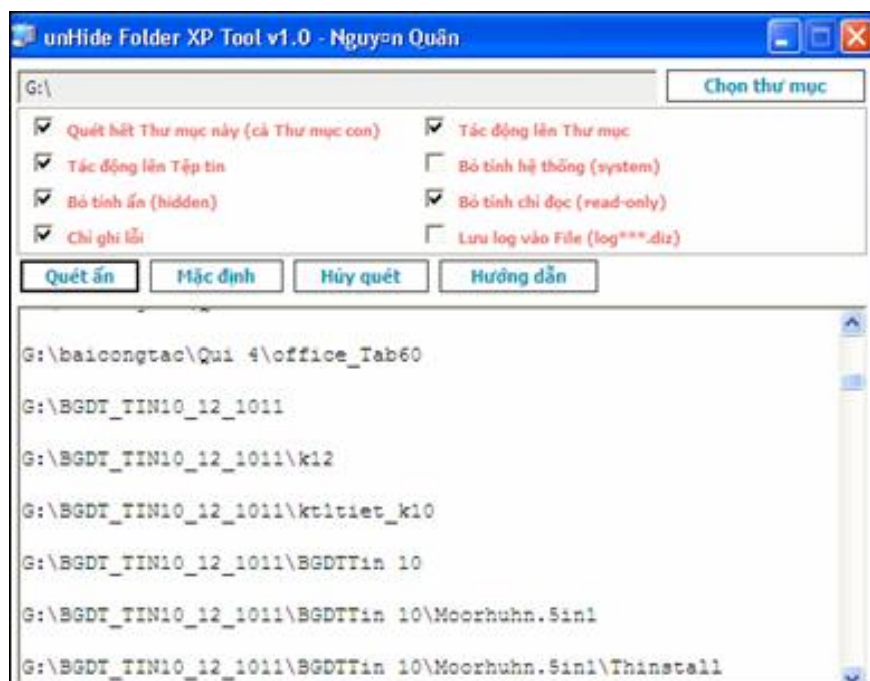 unHide Folder XP Tool v1.0 - Nguy¤n Quân
G:\
Chọn thư mục
Quét hết Thư mục này (cả Thư mục con)
Tác động lên Thư mục
Tác động lên Tệp tin
Bỏ tính hệ thống (system)
Bỏ tính ẩn (hidden)
Bỏ tính chỉ đọc (read-only)
Chỉ ghi lỗi
Lưu log vào File (log***.diz)
Quét ẩn
Mặc định
Hủy quét
Hướng dẫn
G:\baicongtac\Qui 4\office_Tab60
G:\BGDT_TIN10_12_1011
G:\BGDT_TIN10_12_1011\k12
G:\BGDT_TIN10_12_1011\kt1tiet_k10
G:\BGDT_TIN10_12_1011\BGDTTin 10
G:\BGDT_TIN10_12_1011\BGDTTin 10\Moorhuhn.5in1
G:\BGDT_TIN10_12_1011\BGDTTin 10\Moorhuhn.5in1\Thinstall